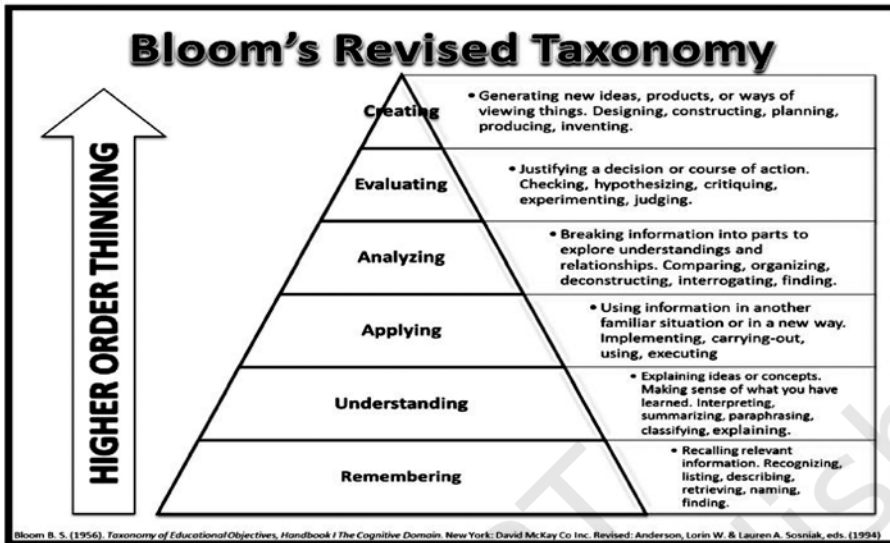 Bloom's Revised Taxonomy
HIGHER ORDER THINKING
Creating
• Generating new ideas, products, or ways of
viewing things. Designing, constructing, planning,
producing, inventing.
Evaluating
• Justifying a decision or course of action.
Checking, hypothesizing, critiquing,
experimenting, judging.
Analyzing
• Breaking information into parts to
explore understandings and
relationships. Comparing, organizing,
deconstructing, interrogating, finding.
Applying
• Using information in another
familiar situation or in a new way.
Implementing, carrying-out,
using, executing
Understanding
• Explaining ideas or concepts.
Making sense of what you have
learned. Interpreting,
summarizing, paraphrasing,
classifying, explaining.
Remembering
• Recalling relevant
information. Recognizing,
listing, describing,
retrieving, naming,
finding.
Bloom B. S. (1956). Taxonomy of Educational Objectives, Handbook I The Cognitive Domain. New York: David McKay Co Inc. Revised: Anderson, Lorin W. & Lauren A. Sosniak, eds. (1994)